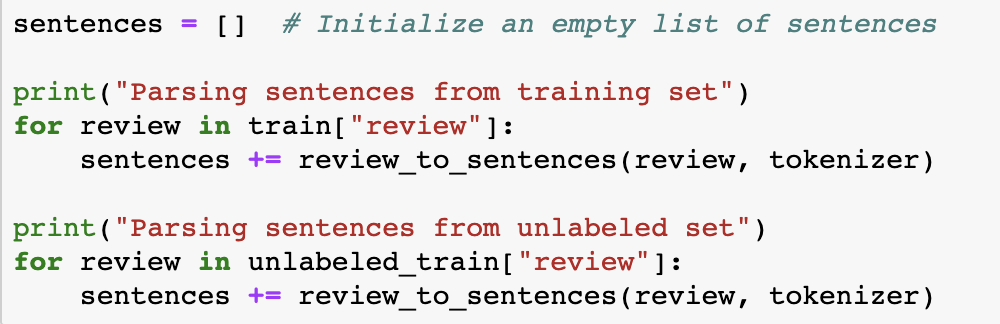 sentences = []  # Initialize an empty list of sentences
print("Parsing sentences from training set")
for review in train["review"]:
    sentences += review_to_sentences(review, tokenizer)
print("Parsing sentences from unlabeled set")
for review in unlabeled_train["review"]:
    sentences += review_to_sentences(review, tokenizer)